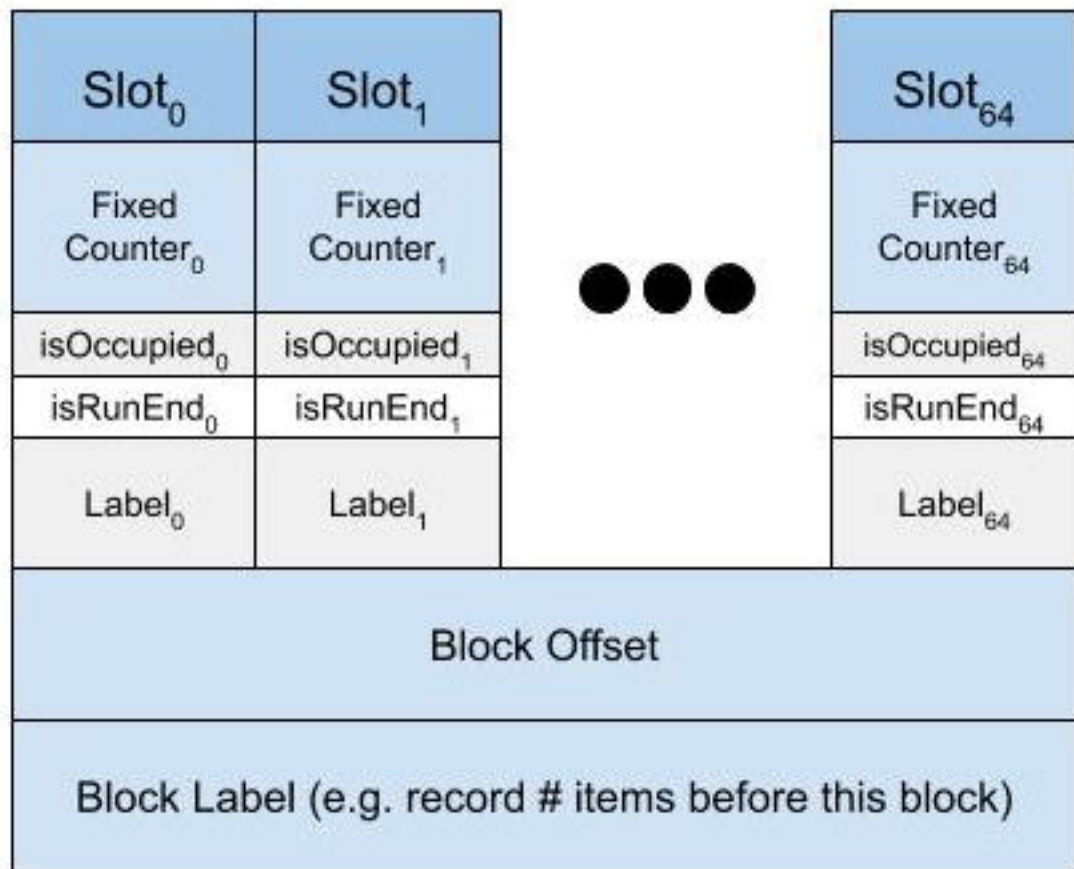 Slot₀ Slot₁ Slot₆₄
Fixed Fixed Fixed
Counter₀ Counter₁ Counter₆₄
isOccupied₀ isOccupied₁ isOccupied₆₄
isRunEnd₀ isRunEnd₁ isRunEnd₆₄
Label₀ Label₁ Label₆₄
Block Offset
Block Label (e.g. record # items before this block)